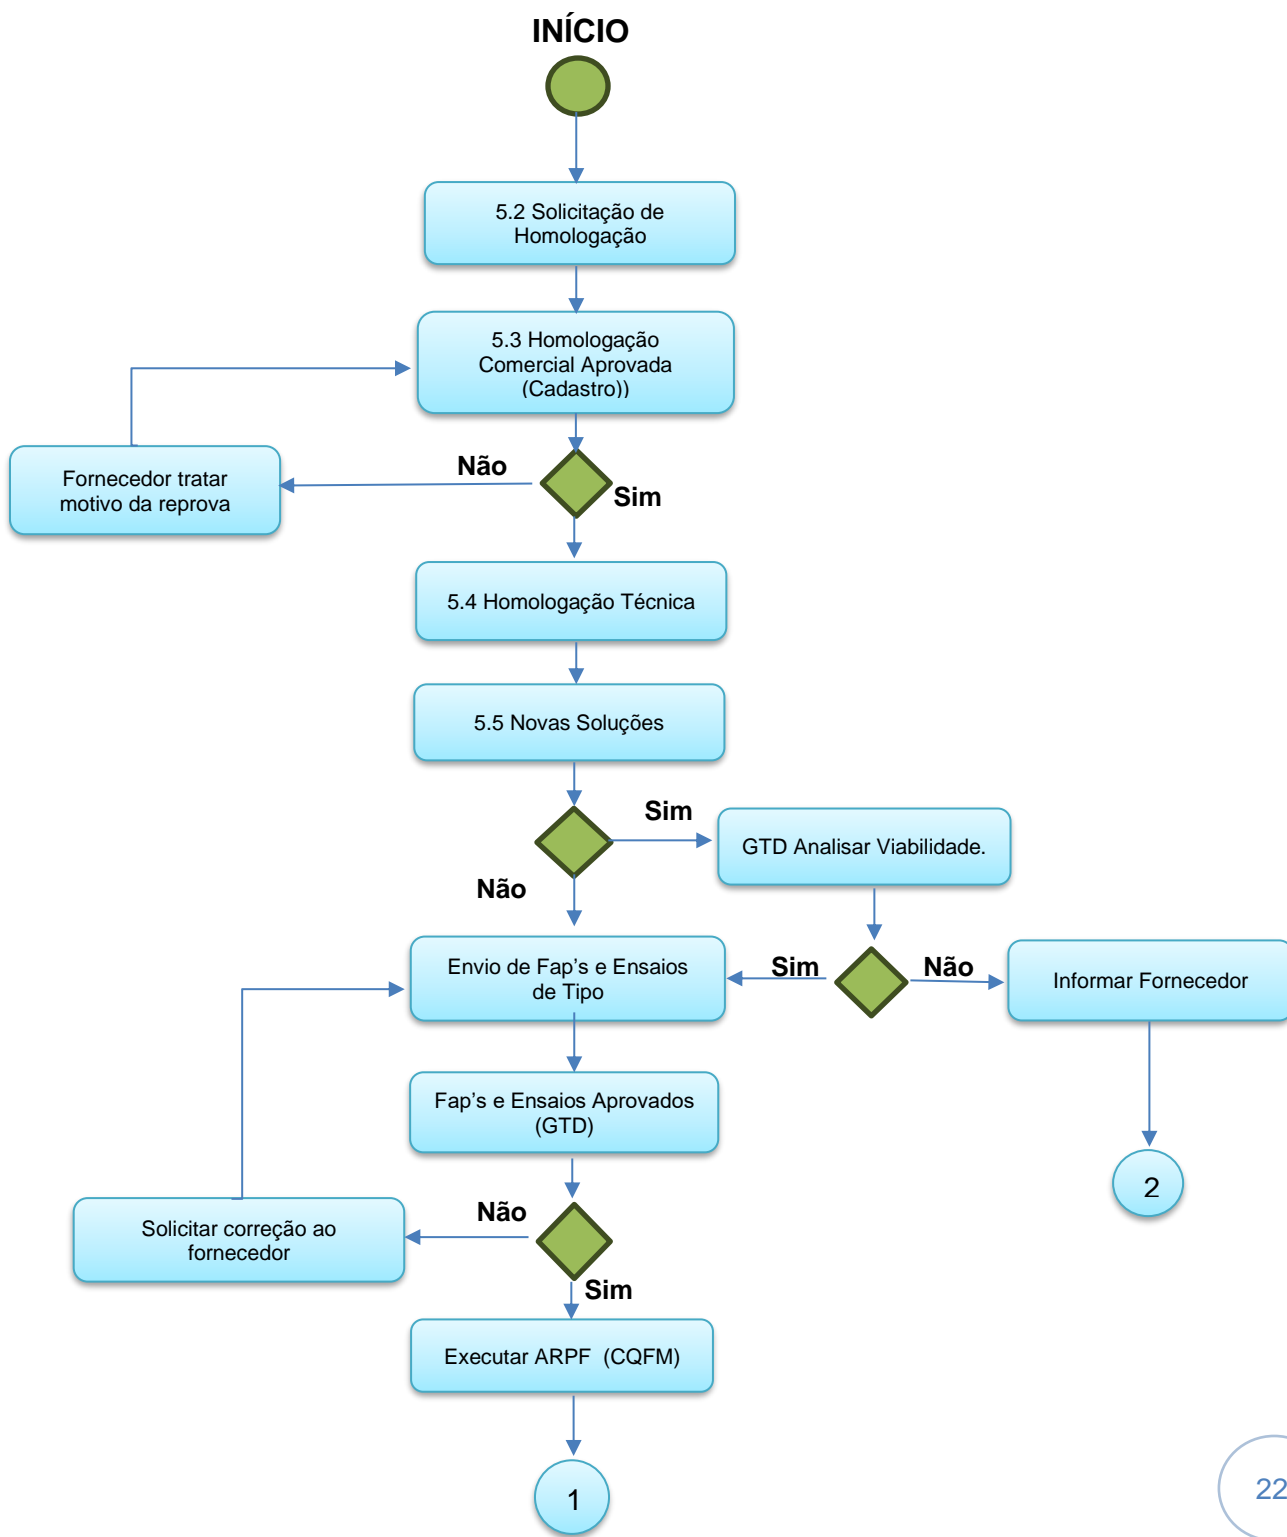 INÍCIO
5.2 Solicitação de
Homologação
5.3 Homologação
Comercial Aprovada
(Cadastro))
Não
Sim
Fornecedor tratar
motivo da reprova
5.4 Homologação Técnica
5.5 Novas Soluções
Sim
GTD Analisar Viabilidade.
Não
Envio de Fap's e Ensaios
de Tipo
Sim
Não
Informar Fornecedor
Fap's e Ensaios Aprovados
(GTD)
2
Não
Solicitar correção ao
fornecedor
Sim
Executar ARPF (CQFM)
1
22